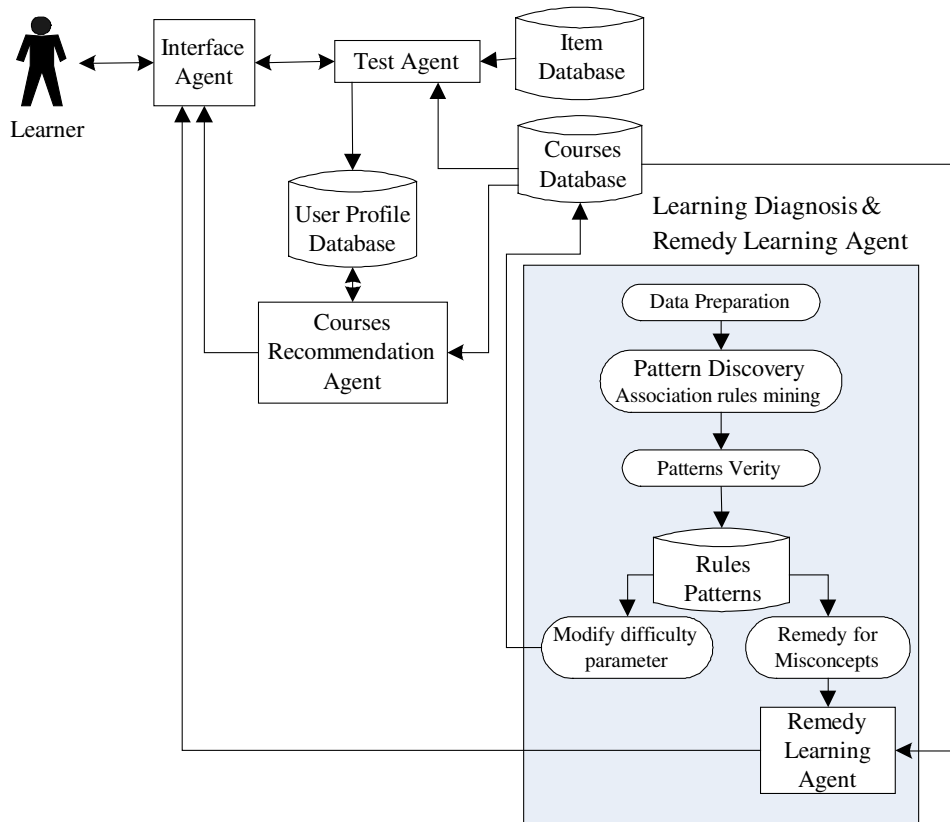 Learner
Interface
Agent
Test Agent
Item
Database
Courses
Database
User Profile
Database
Courses
Recommendation
Agent
Learning Diagnosis &
Remedy Learning Agent
Data Preparation
Pattern Discovery
Association rules mining
Patterns Verity
Rules
Patterns
Modify difficulty
parameter
Remedy for
Misconcepts
Remedy
Learning
Agent